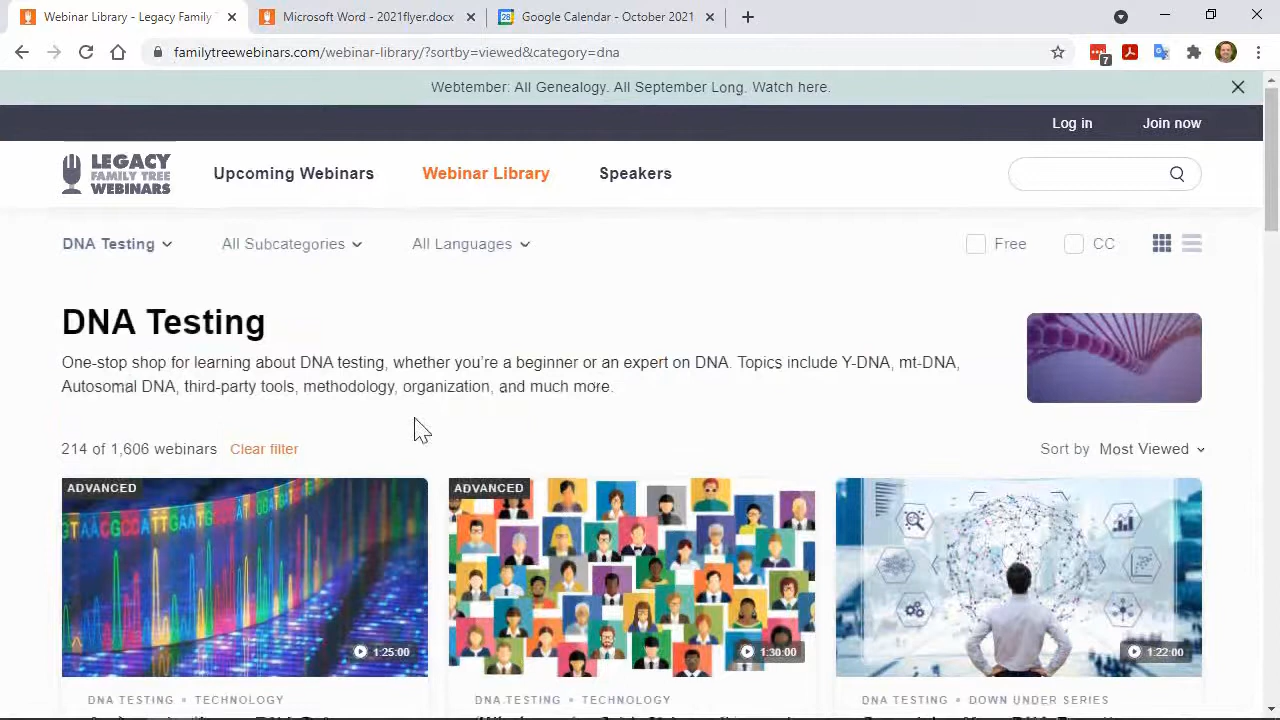 Webinar Library - Legacy Family
Microsoft Word - 2021flyer.docx
28
Google Calendar - October 2021
familytreewebinars.com/webinar-library/?sortby=viewed&category=dna
7
Webtember: All Genealogy. All September Long. Watch here.
Log in
Join now
LEGACY
FAMILY TREE
WEBINARS
Upcoming Webinars
Webinar Library
Speakers
DNA Testing
All Subcategories
All Languages
Free
CC
DNA Testing
One-stop shop for learning about DNA testing, whether you're a beginner or an expert on DNA. Topics include Y-DNA, mt-DNA,
Autosomal DNA, third-party tools, methodology, organization, and much more.
214 of 1,606 webinars
Clear filter
Sort by Most Viewed
ADVANCED
1:25:00
ADVANCED
1:30:00
1:22:00
DNA TESTING • TECHNOLOGY
DNA TESTING • TECHNOLOGY
DNA TESTING • DOWN UNDER SERIES